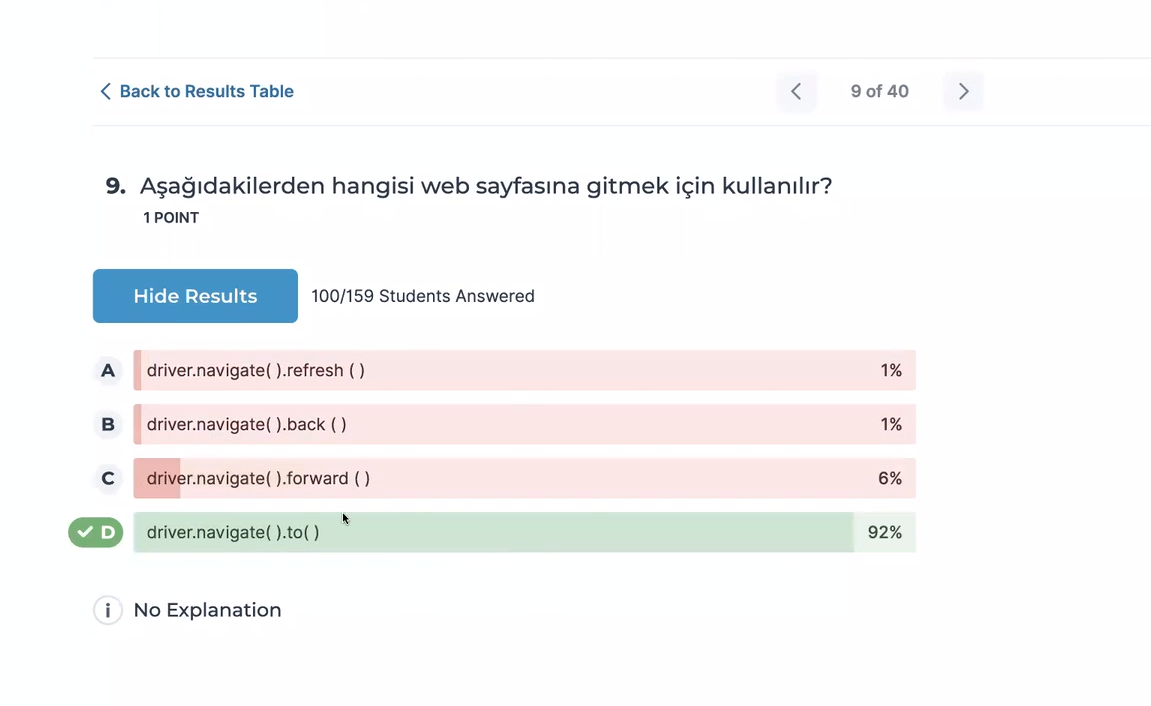 Back to Results Table
9 of 40
9. Aşağıdakilerden hangisi web sayfasına gitmek için kullanılır?
1 POINT
Hide Results 100/159 Students Answered
A driver.navigate( ).refresh ( ) 1%
B driver.navigate( ).back ( ) 1%
C driver.navigate( ).forward ( ) 6%
D driver.navigate( ).to( ) 92%
i No Explanation